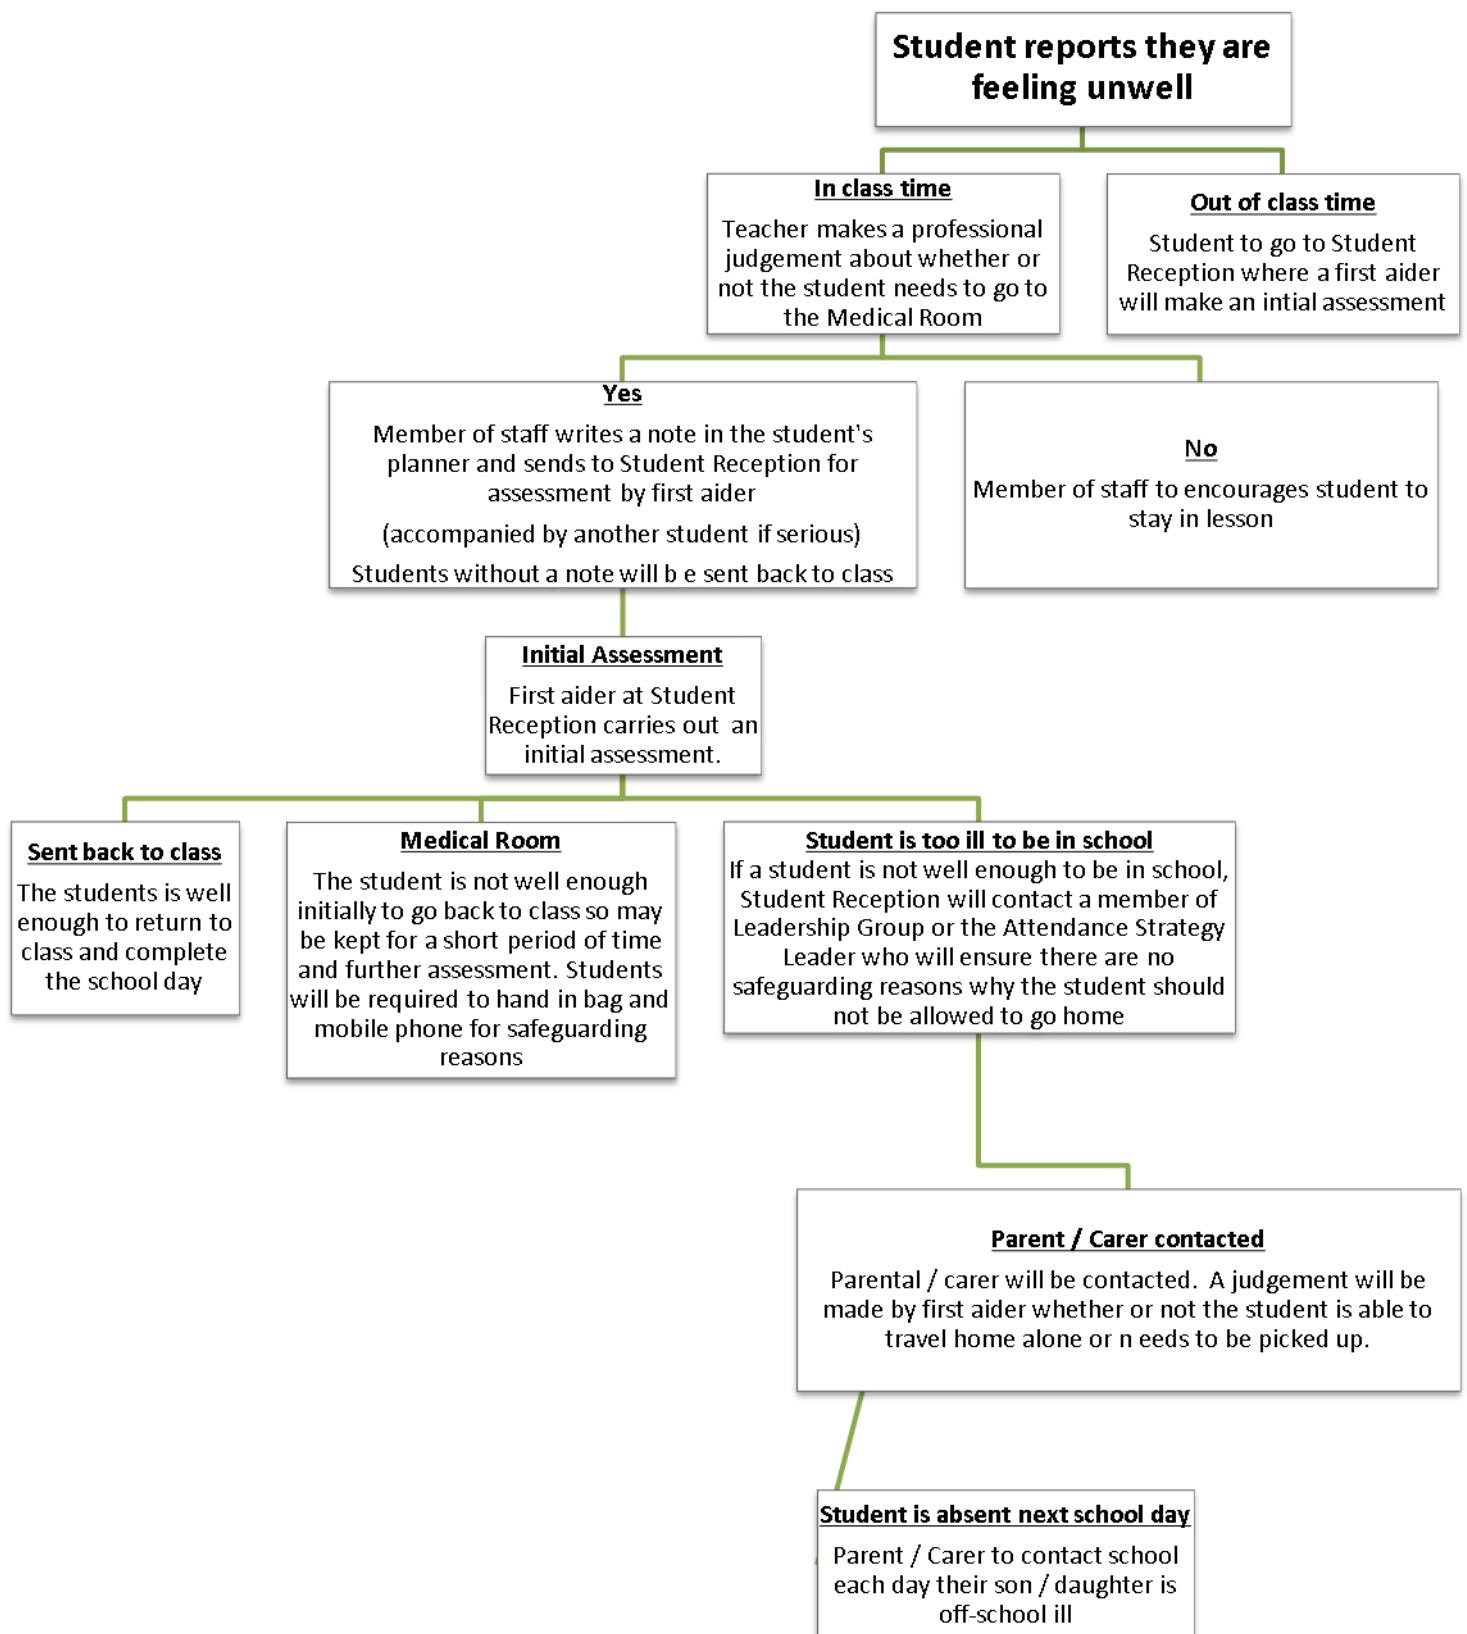 Student reports they are
feeling unwell
In class time
Teacher makes a professional
judgement about whether or
not the student needs to go to
the Medical Room
Out of class time
Student to go to Student
Reception where a first aider
will make an intial assessment
Yes
Member of staff writes a note in the student's
planner and sends to Student Reception for
assessment by first aider
(accompanied by another student if serious)
Students without a note will b e sent back to class
No
Member of staff to encourages student to
stay in lesson
Initial Assessment
First aider at Student
Reception carries out an
initial assessment.
Sent back to class
The students is well
enough to return to
class and complete
the school day
Medical Room
The student is not well enough
initially to go back to class so may
be kept for a short period of time
and further assessment. Students
will be required to hand in bag and
mobile phone for safeguarding
reasons
Student is too ill to be in school
If a student is not well enough to be in school,
Student Reception will contact a member of
Leadership Group or the Attendance Strategy
Leader who will ensure there are no
safeguarding reasons why the student should
not be allowed to go home
Parent / Carer contacted
Parental / carer will be contacted. A judgement will be
made by first aider whether or not the student is able to
travel home alone or n eeds to be picked up.
Student is absent next school day
Parent / Carer to contact school
each day their son / daughter is
off-school ill